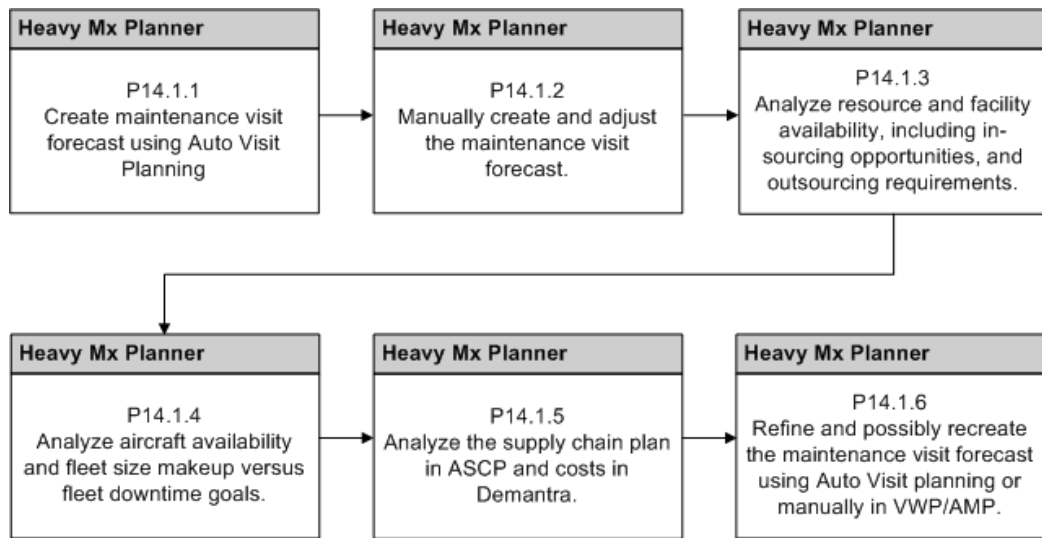 Heavy Mx Planner
P14.1.1
Create maintenance visit
forecast using Auto Visit
Planning
Heavy Mx Planner
P14.1.2
Manually create and adjust
the maintenance visit
forecast.
Heavy Mx Planner
P14.1.3
Analyze resource and facility
availability, including in-
sourcing opportunities, and
outsourcing requirements.
Heavy Mx Planner
P14.1.4
Analyze aircraft availability
and fleet size makeup versus
fleet downtime goals.
Heavy Mx Planner
P14.1.5
Analyze the supply chain plan
in ASCP and costs in
Demantra.
Heavy Mx Planner
P14.1.6
Refine and possibly recreate
the maintenance visit forecast
using Auto Visit planning or
manually in VWP/AMP.